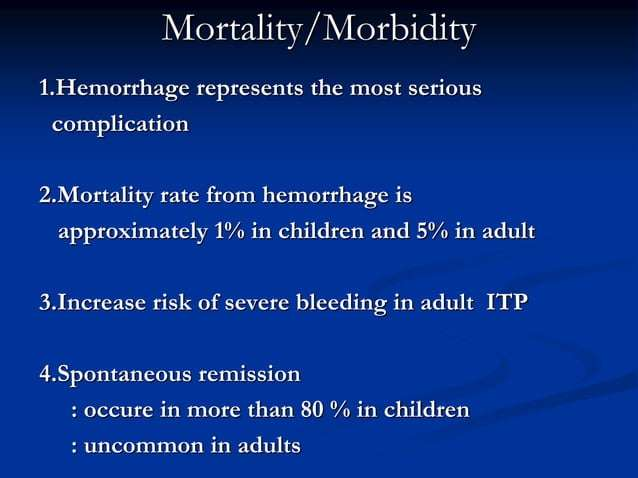 Mortality/Morbidity
1.Hemorrhage represents the most serious
complication
2.Mortality rate from hemorrhage is
approximately 1% in children and 5% in adult
3.Increase risk of severe bleeding in adult ITP
4.Spontaneous remission
: occure in more than 80 % in children
: uncommon in adults